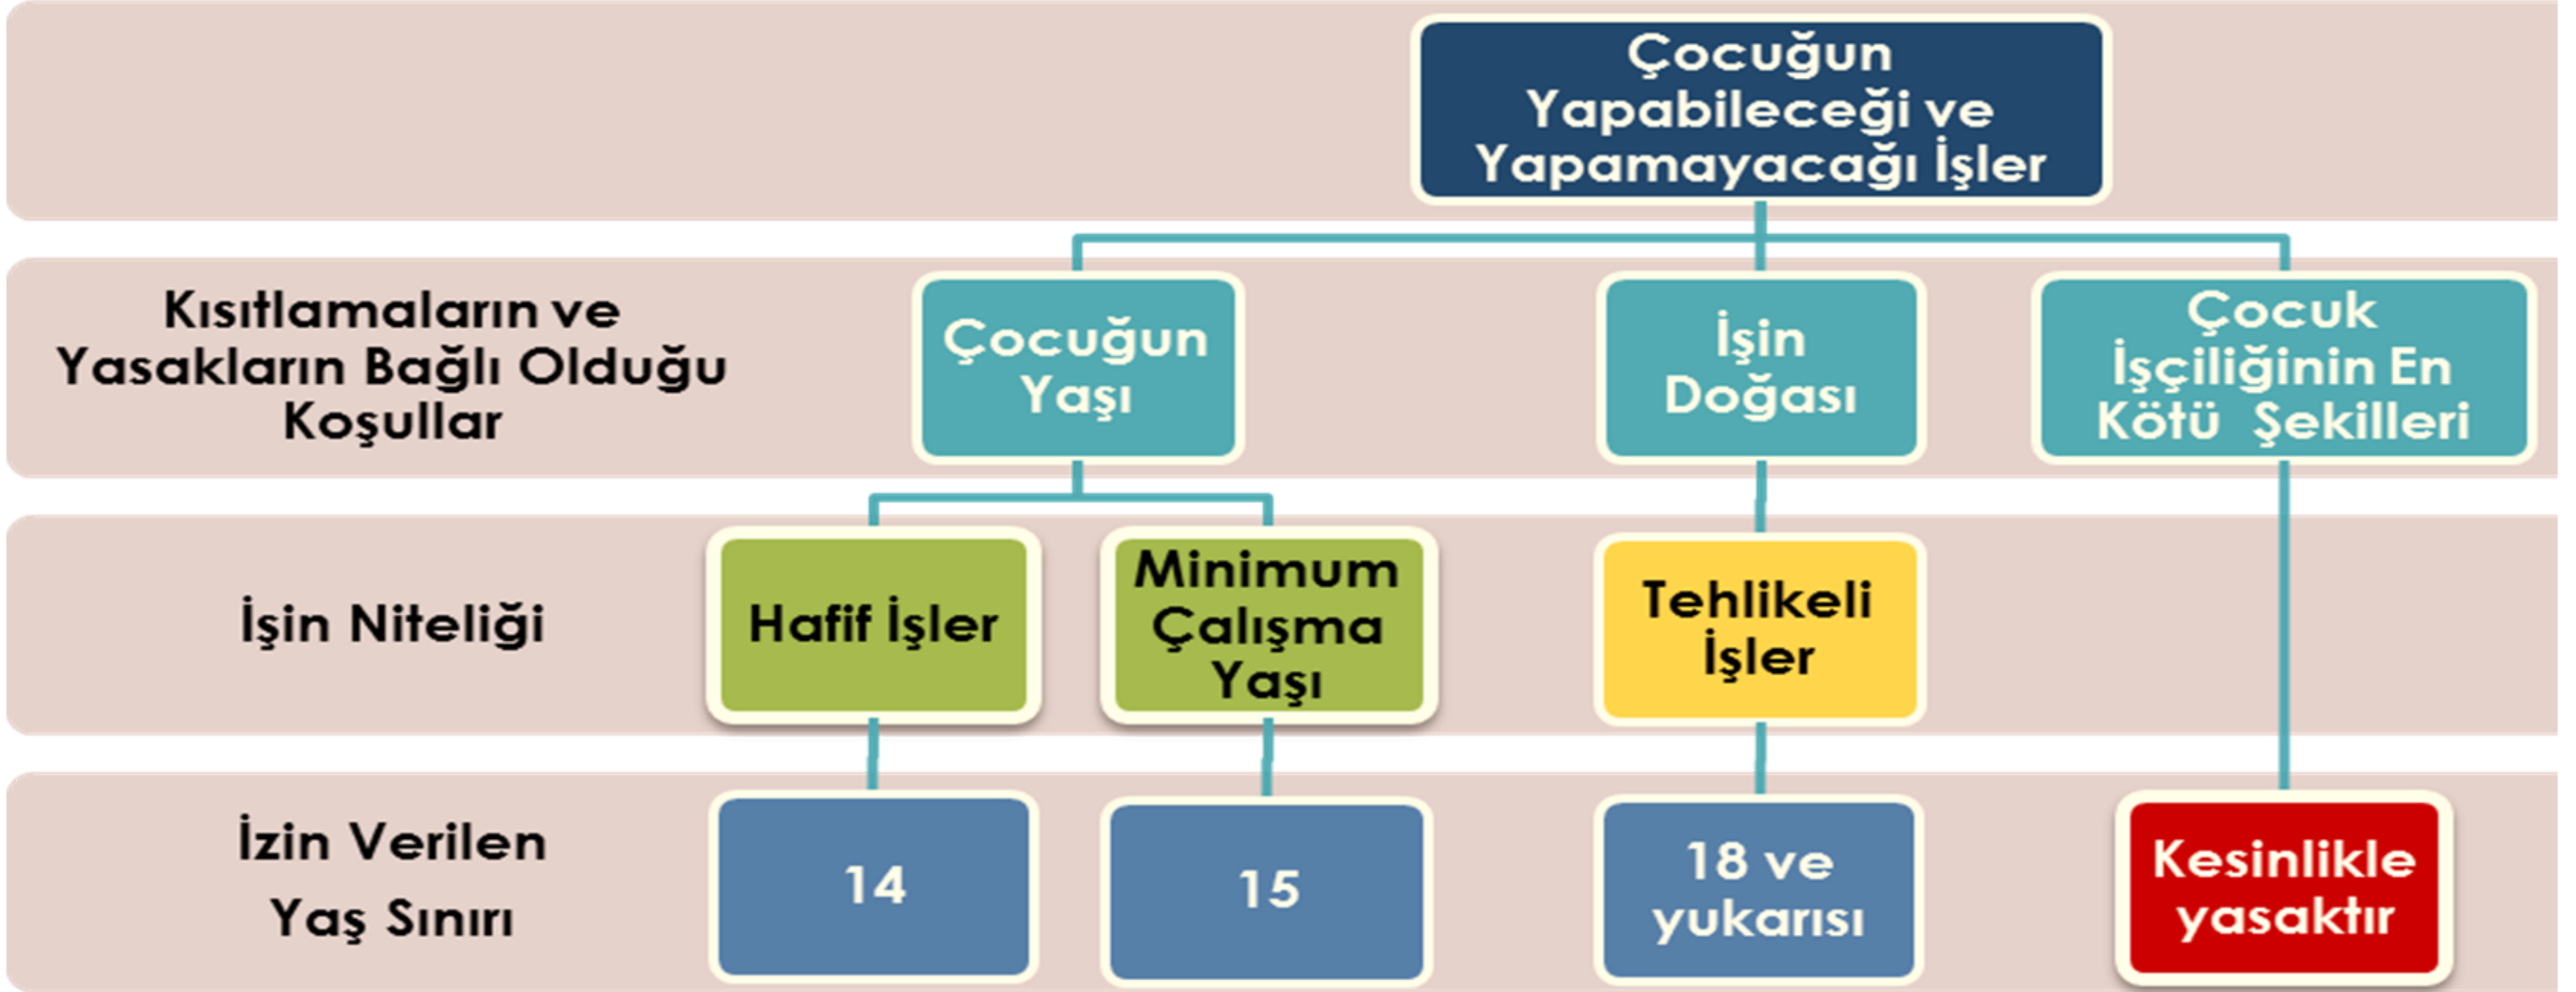 Çocuğun
Yapabileceği ve
Yapamayacağı İşler
Kısıtlamaların ve
Yasakların Bağlı Olduğu
Koşullar
Çocuğun
Yaşı
İşin
Doğası
Çocuk
İşçiliğinin En
Kötü Şekilleri
İşin Niteliği
Hafif İşler
Minimum
Çalışma
Yaşı
Tehlikeli
İşler
İzin Verilen
Yaş Sınırı
14
15
18 ve
yukarısı
Kesinlikle
yasaktır